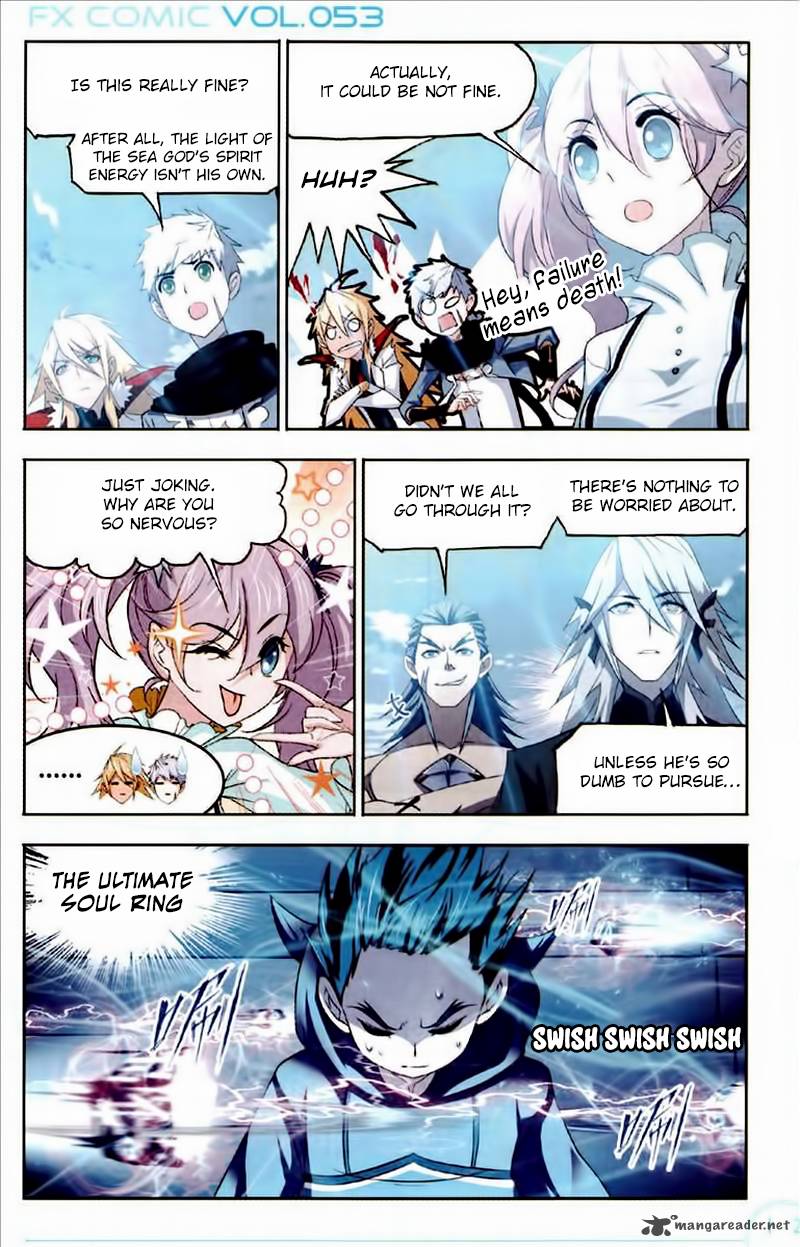 FX COMIC VOL.053
IS THIS REALLY FINE?
AFTER ALL, THE LIGHT OF
THE SEA GOD'S SPIRIT
ENERGY ISN'T HIS OWN.
ACTUALLY,
IT COULD BE NOT FINE.
HUH?
Hey, Failure
means death!
JUST JOKING.
WHY ARE YOU
SO NERVOUS?
......
DIDN'T WE ALL
GO THROUGH IT?
THERE'S NOTHING TO
BE WORRIED ABOUT.
UNLESS HE'S SO
DUMB TO PURSUE...
THE ULTIMATE
SOUL RING
SWISH SWISH SWISH
mangareader.net